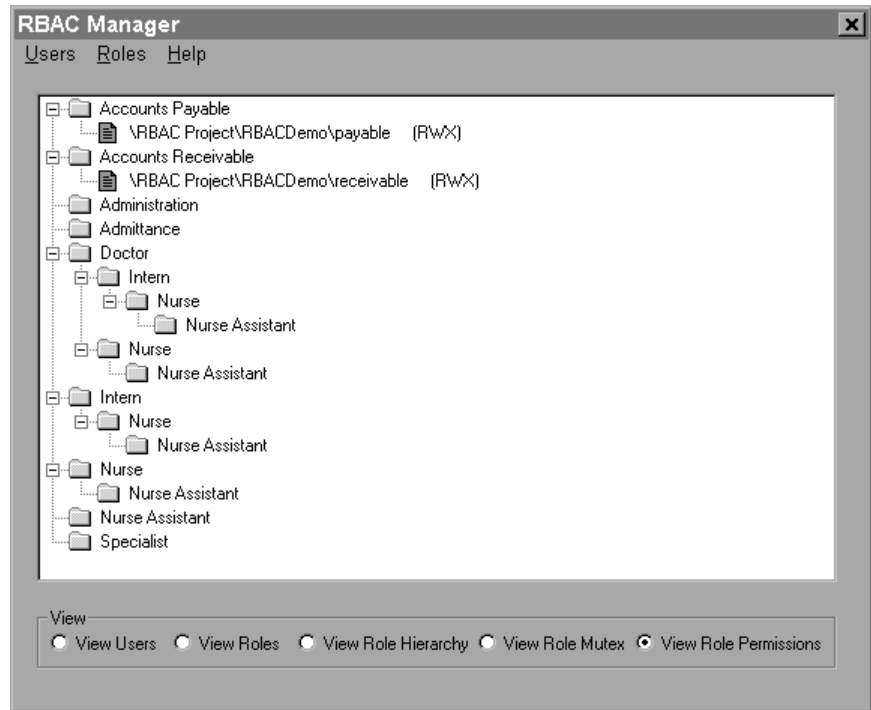 RBAC Manager
Users Roles Help
Accounts Payable
\RBAC Project\RBACDemo\payable (RWX)
Accounts Receivable
\RBAC Project\RBACDemo\receivable (RWX)
Administration
Admittance
Doctor
Intern
Nurse
Nurse Assistant
Nurse
Nurse Assistant
Intern
Nurse
Nurse Assistant
Nurse
Nurse Assistant
Nurse Assistant
Specialist
View
View Users View Roles View Role Hierarchy View Role Mutex View Role Permissions